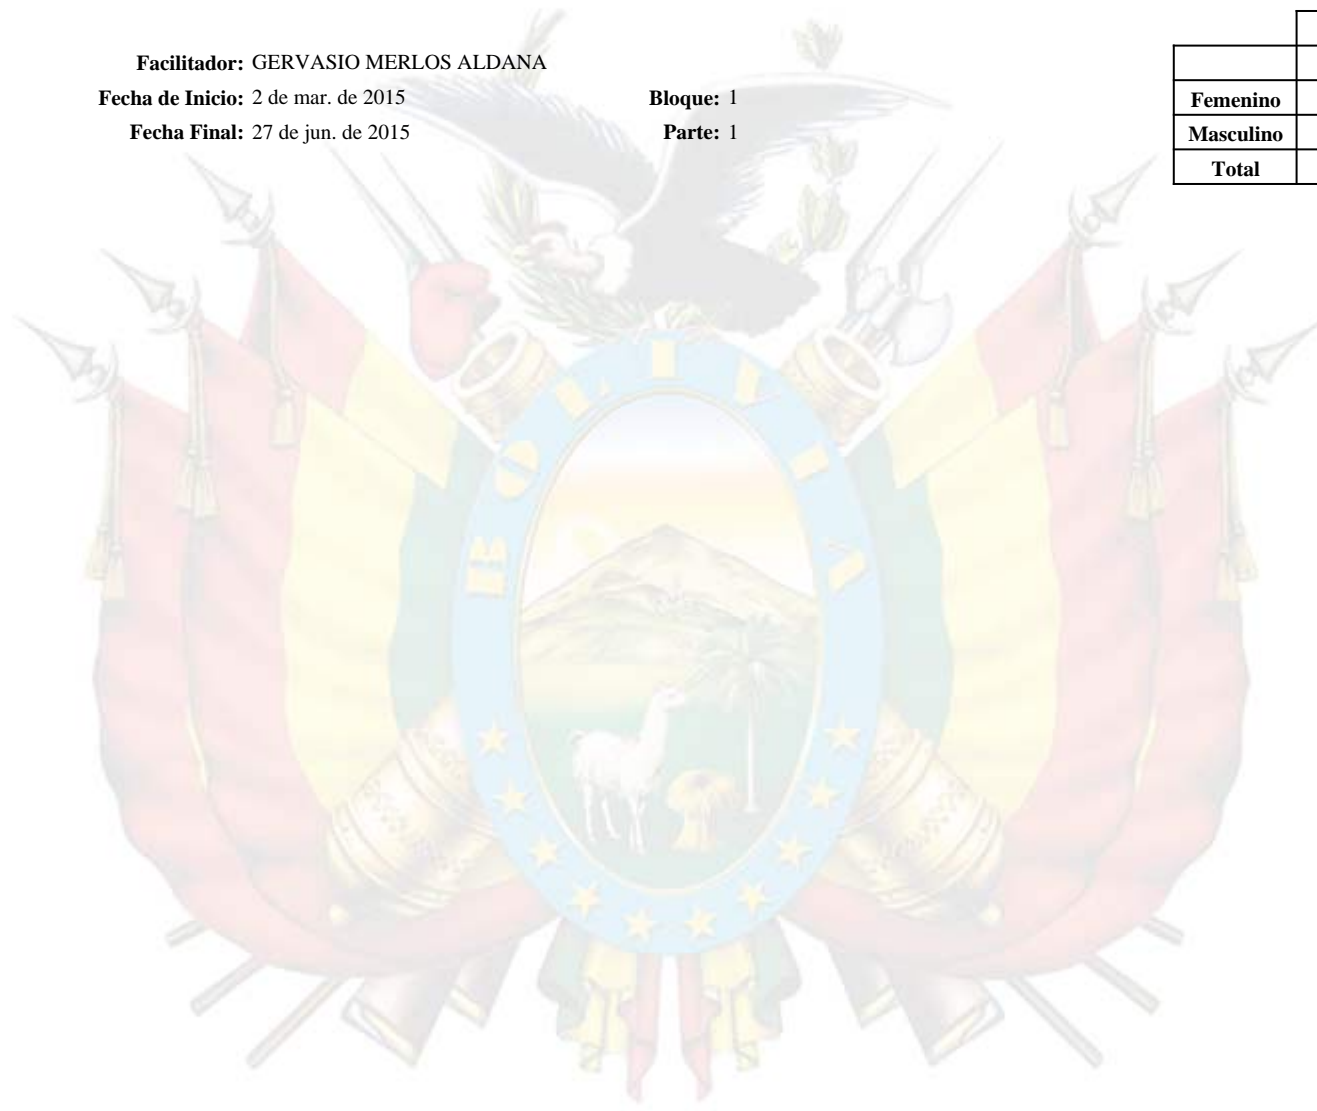 Facilitador: GERVASIO MERLOS ALDANA
Fecha de Inicio: 2 de mar. de 2015 Bloque: 1
Fecha Final: 27 de jun. de 2015 Parte: 1
Femenino
Masculino
Total
BOLIVIA